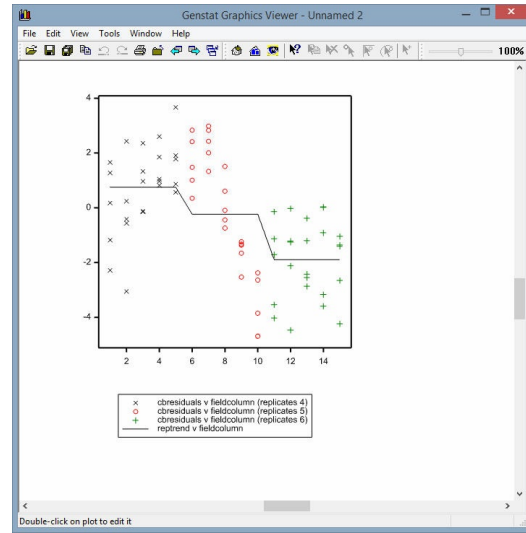 Genstat Graphics Viewer - Unnamed 2
File Edit View Tools Window Help
100%
4
2
0
-2
-4
2 4 6 8 10 12 14
cbresiduals v fieldcolumn (replicates 4)
cbresiduals v fieldcolumn (replicates 5)
cbresiduals v fieldcolumn (replicates 6)
reptrend v fieldcolumn
Double-click on plot to edit it